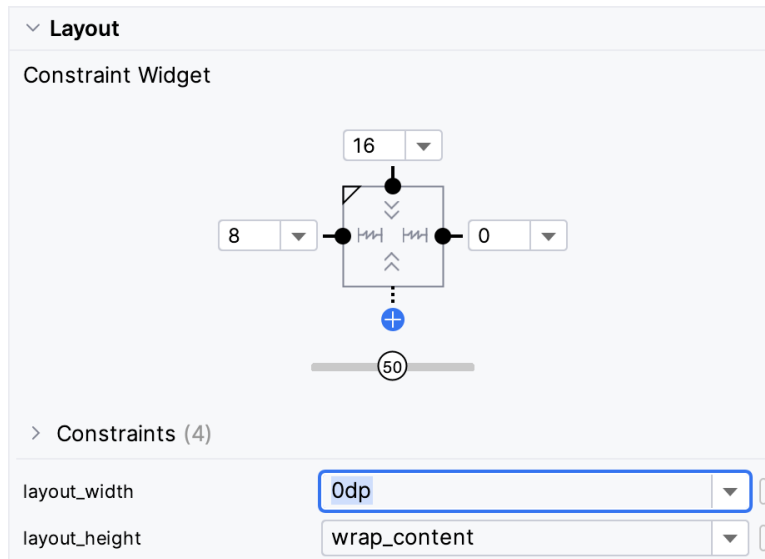 Layout
Constraint Widget
16
8
0
50
Constraints (4)
layout_width
0dp
layout_height
wrap_content